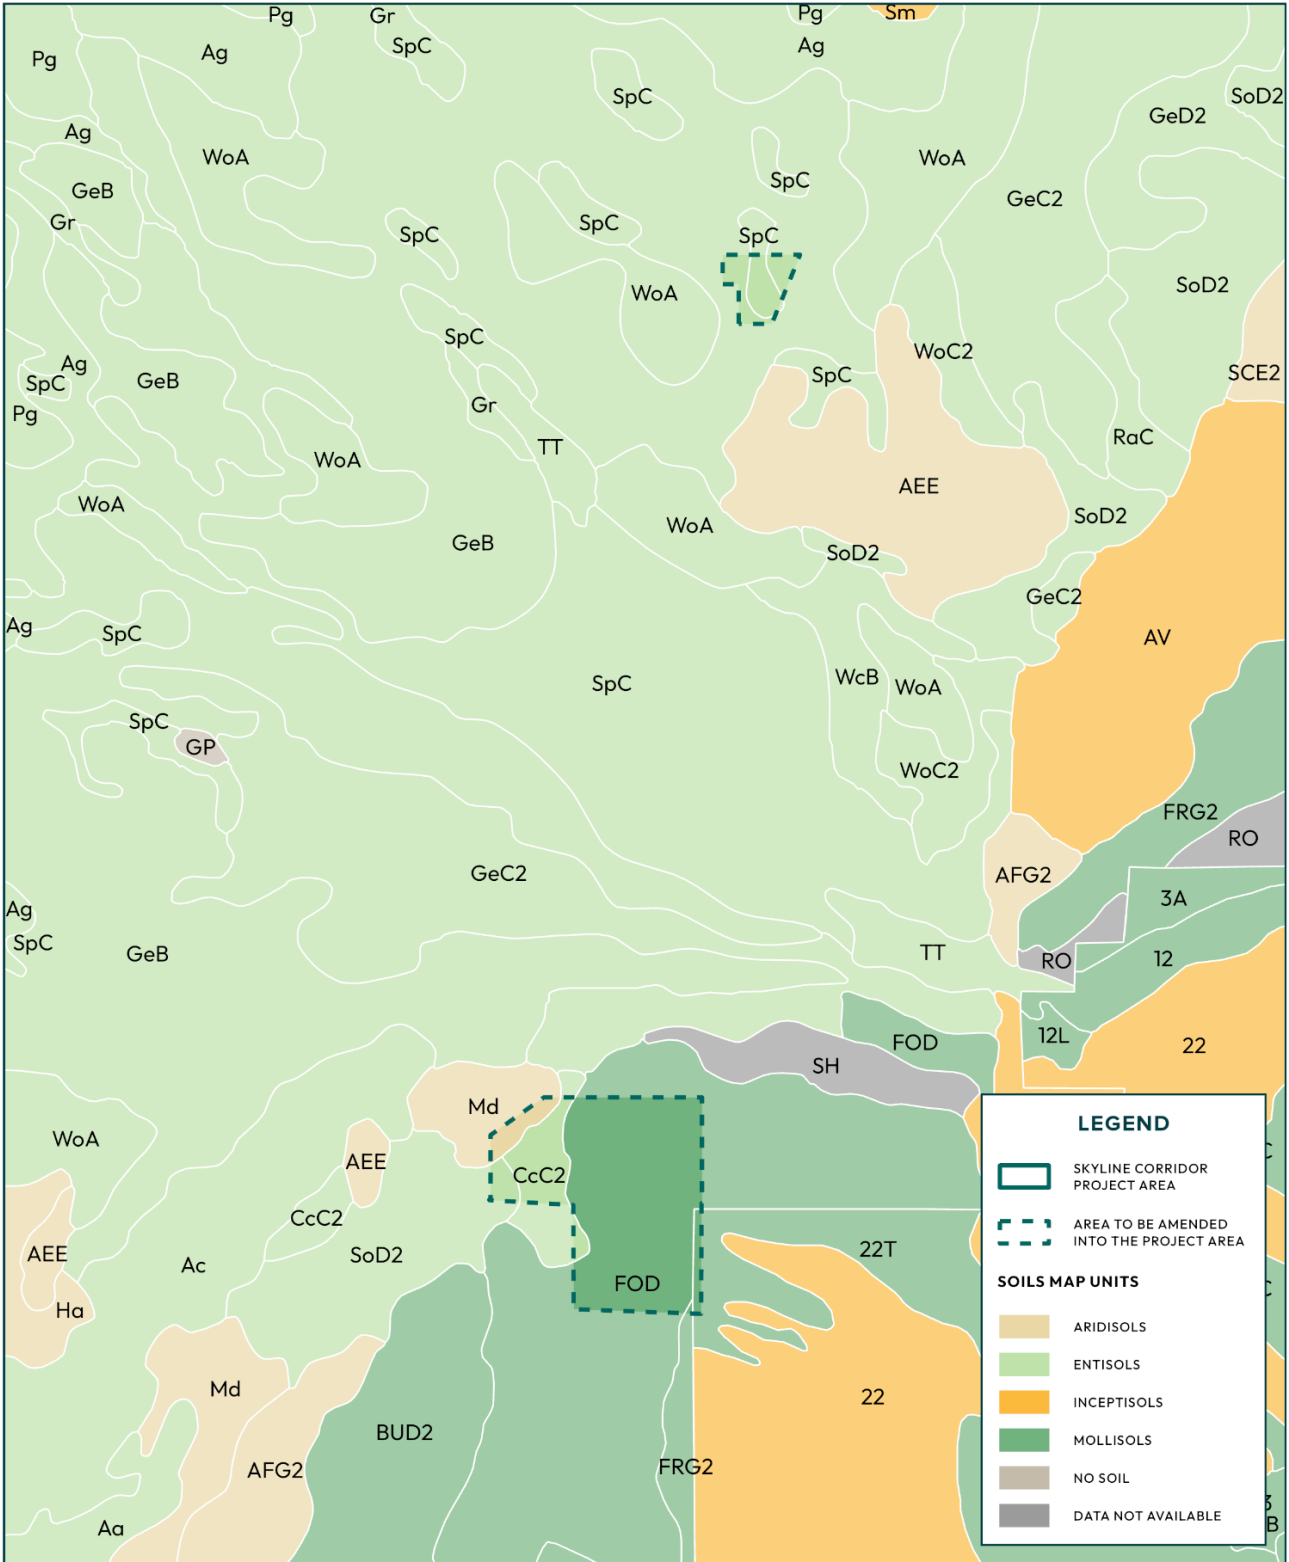 Pg Gr Pg Sm
Pg Ag SpC Ag
SpC SoD2
GeD2
Ag WoA WoA
SpC
GeB GeC2
Gr SpC SpC SpC
WoA SoD2
SpC WoC2
Ag SpC GeB SpC SCE2
Pg Gr
TT RaC
WoA
WoA AEE
WoA SoD2
GeB SoD2
GeC2
Ag SpC AV
SpC WcB WoA
SpC
GP WoC2
FRG2
RO
GeC2 AFG2
Ag 3A
SpC GeB TT RO 12
FOD 12L 22
SH
Md
WoA
AEE CcC2
CcC2
AEE Ac SoD2 22T
FOD
Ha
Md 22
BUD2
AFG2 FRG2
Aa
LEGEND
SKYLINE CORRIDOR
PROJECT AREA
AREA TO BE AMENDED
INTO THE PROJECT AREA
SOILS MAP UNITS
ARIDISOLS
ENTISOLS
INCEPTISOLS
MOLLISOLS
NO SOIL
DATA NOT AVAILABLE